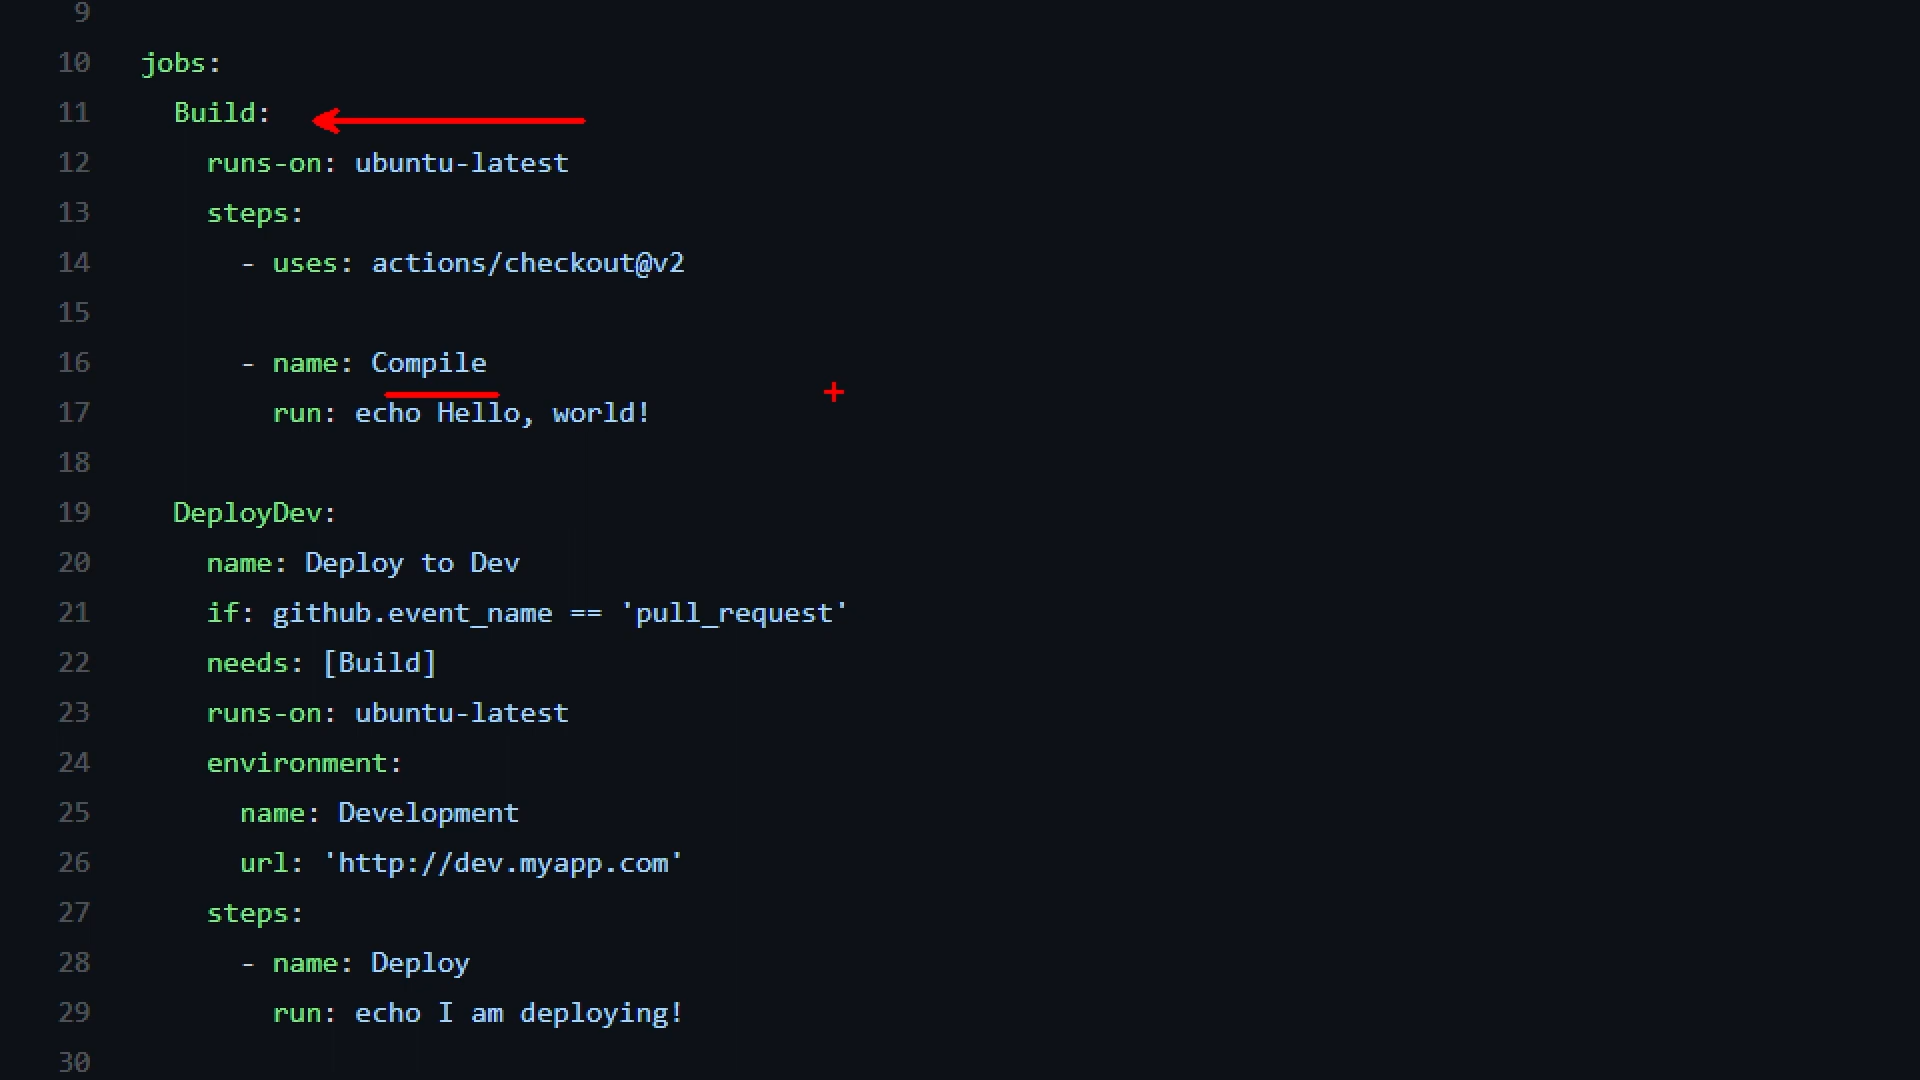 9
10 jobs:
11 Build:
12 runs-on: ubuntu-latest
13 steps:
14 - uses: actions/checkout@v2
15
16 - name: Compile
17 run: echo Hello, world!
18
19 DeployDev:
20 name: Deploy to Dev
21 if: github.event_name == 'pull_request'
22 needs: [Build]
23 runs-on: ubuntu-latest
24 environment:
25 name: Development
26 url: 'http://dev.myapp.com'
27 steps:
28 - name: Deploy
29 run: echo I am deploying!
30